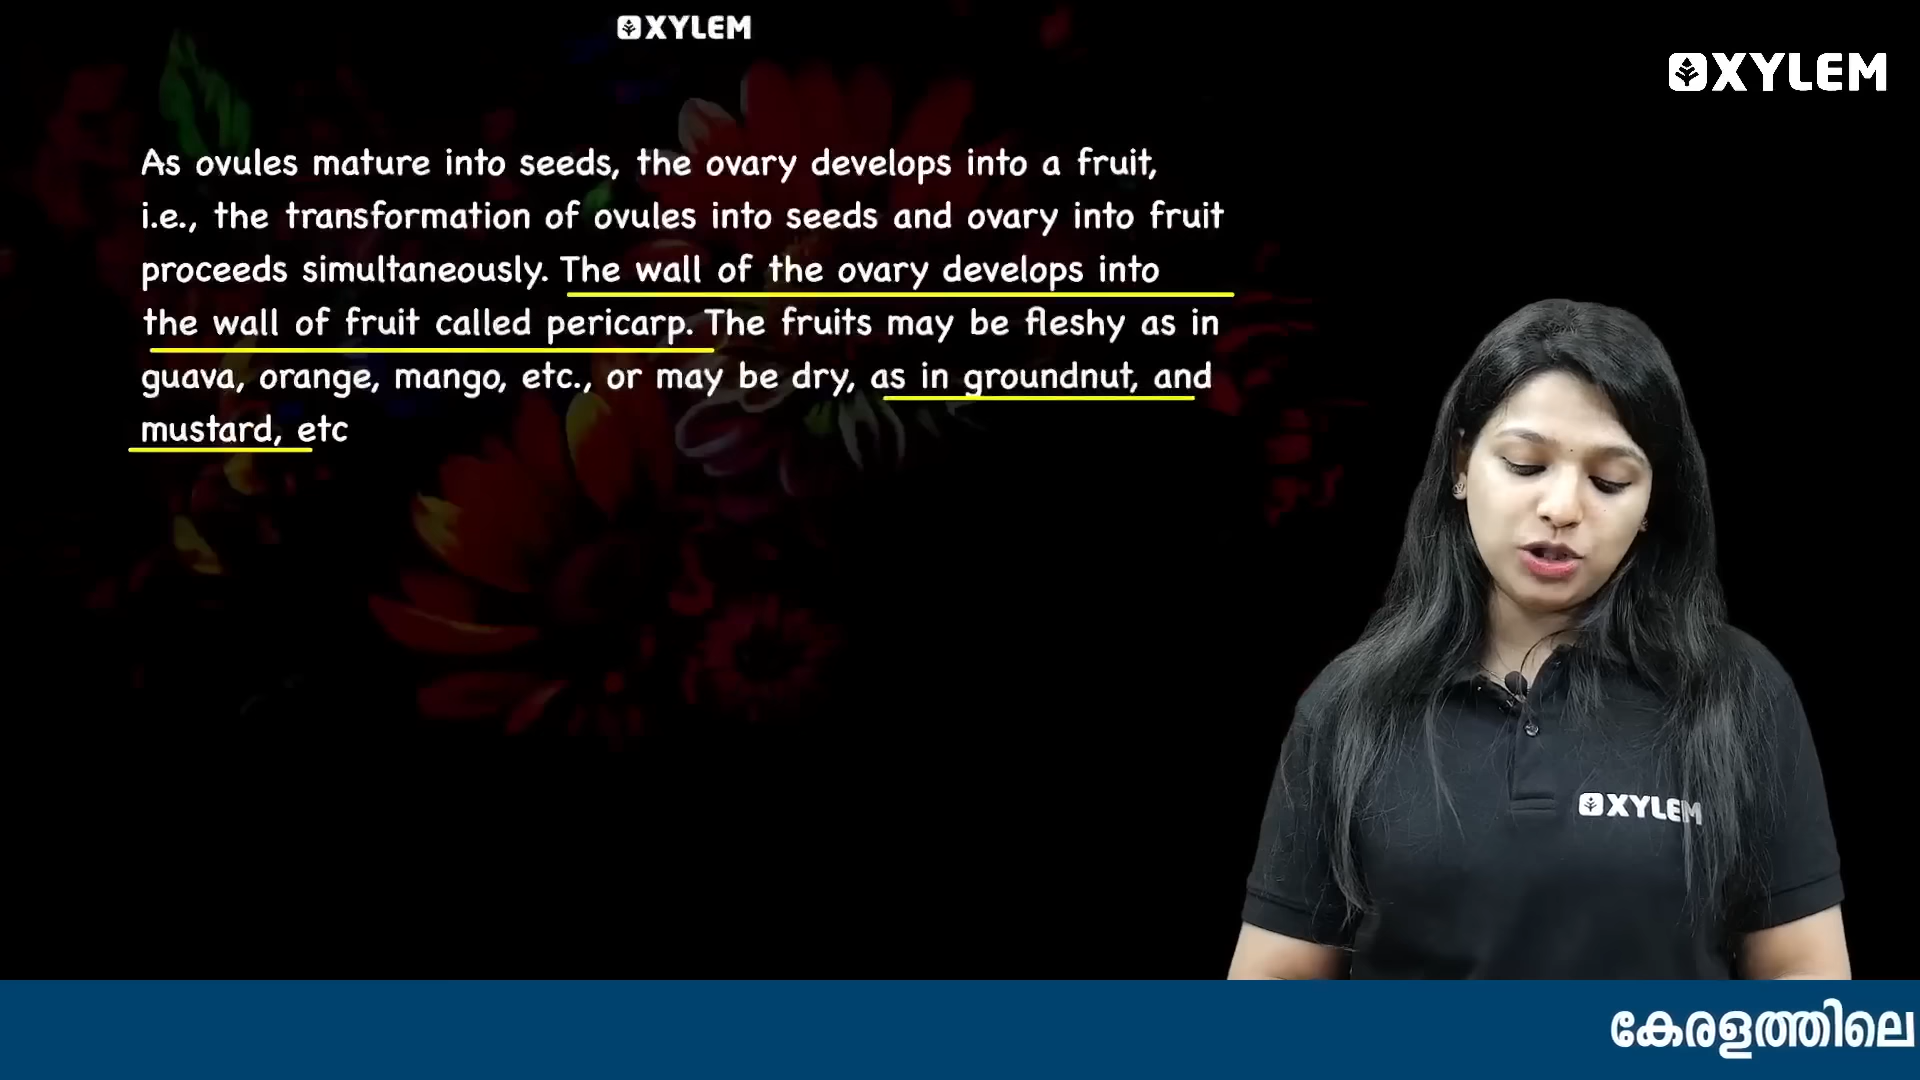 XYLEM
XYLEM
As ovules mature into seeds, the ovary develops into a fruit,
i.e., the transformation of ovules into seeds and ovary into fruit
proceeds simultaneously. The wall of the ovary develops into
the wall of fruit called pericarp. The fruits may be fleshy as in
guava, orange, mango, etc., or may be dry, as in groundnut, and
mustard, etc
XYLEM
കേരളത്തിലെ